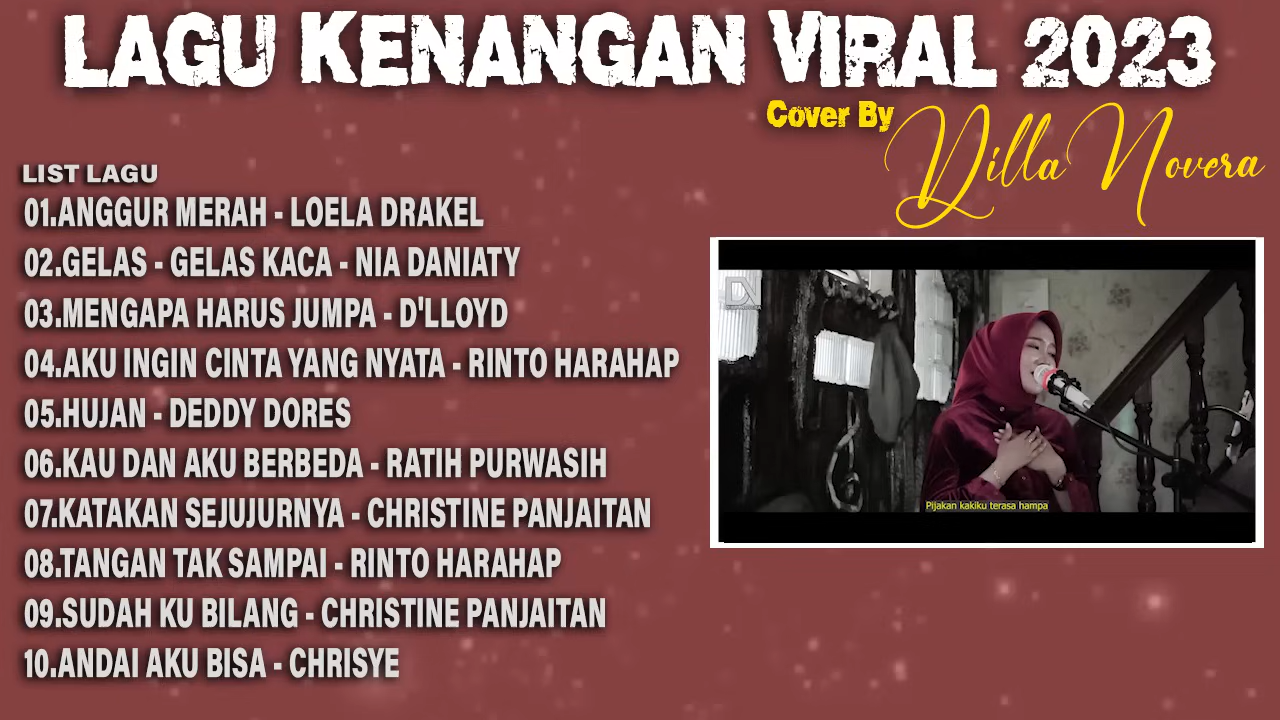 LAGU KENANGAN VIRAL 2023
Cover By Dilla Novera
LIST LAGU
01.ANGGUR MERAH - LOELA DRAKEL
02.GELAS - GELAS KACA - NIA DANIATY
03.MENGAPA HARUS JUMPA - D'LLOYD
04.AKU INGIN CINTA YANG NYATA - RINTO HARAHAP
05.HUJAN - DEDDY DORES
06.KAU DAN AKU BERBEDA - RATIH PURWASIH
07.KATAKAN SEJUJURNYA - CHRISTINE PANJAITAN
08.TANGAN TAK SAMPAI - RINTO HARAHAP
09.SUDAH KU BILANG - CHRISTINE PANJAITAN
10.ANDAI AKU BISA - CHRISYE
DN
Pijakan kakiku terasa hampa